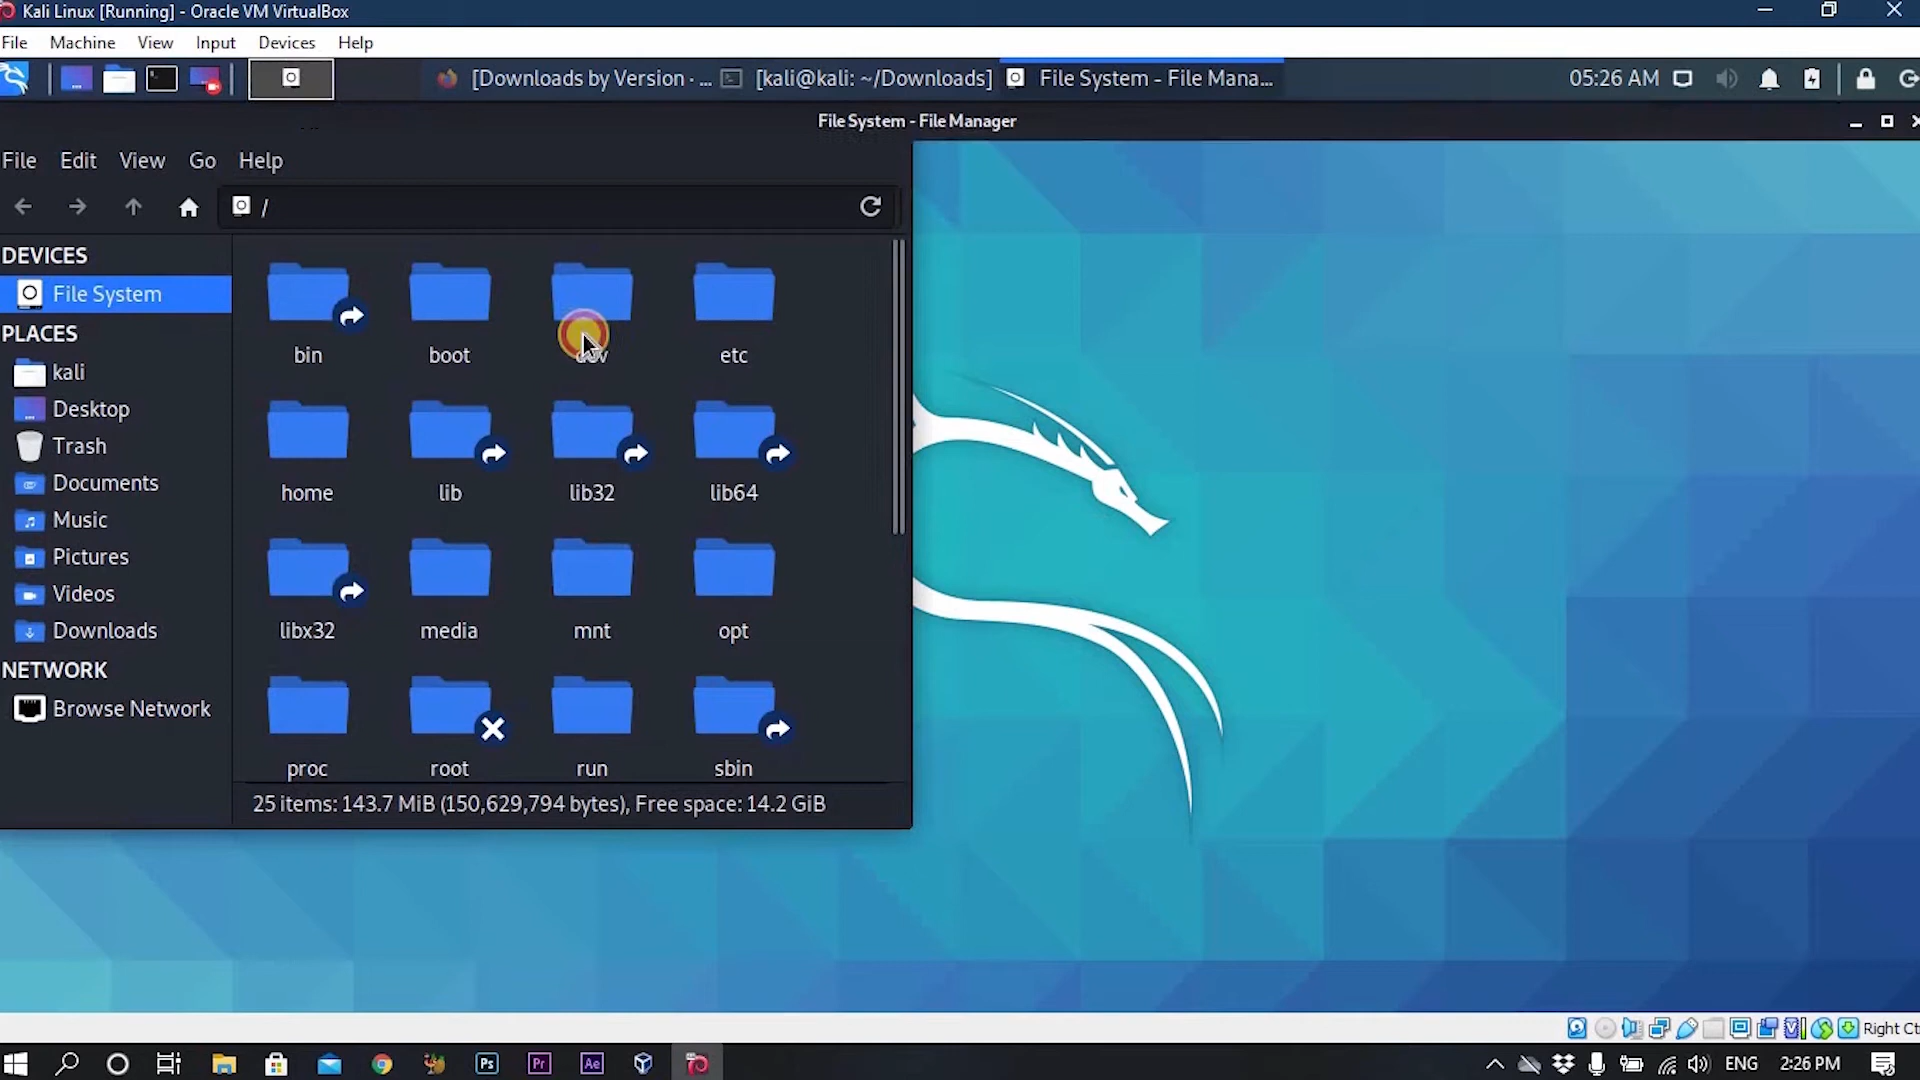 Kali Linux [Running] - Oracle VM VirtualBox
File Machine View Input Devices Help
[Downloads by Version · ... [kali@kali: ~/Downloads] File System - File Mana... 05:26 AM
File System - File Manager
File Edit View Go Help
/
DEVICES
File System
PLACES
kali
Desktop
Trash
Documents
Music
Pictures
Videos
Downloads
NETWORK
Browse Network
bin boot etc
home lib lib32 lib64
libx32 media mnt opt
proc root run sbin
25 items: 143.7 MiB (150,629,794 bytes), Free space: 14.2 GiB
Right Ct
Ps Pr Ae ENG 2:26 PM